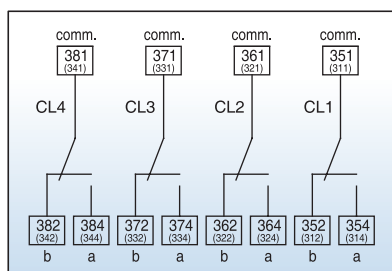 comm. comm. comm. comm.
381 371 361 351
(341) (331) (321) (311)
CL4 CL3 CL2 CL1
382 384 372 374 362 364 352 354
(342) (344) (332) (334) (322) (324) (312) (314)
b a b a b a b a